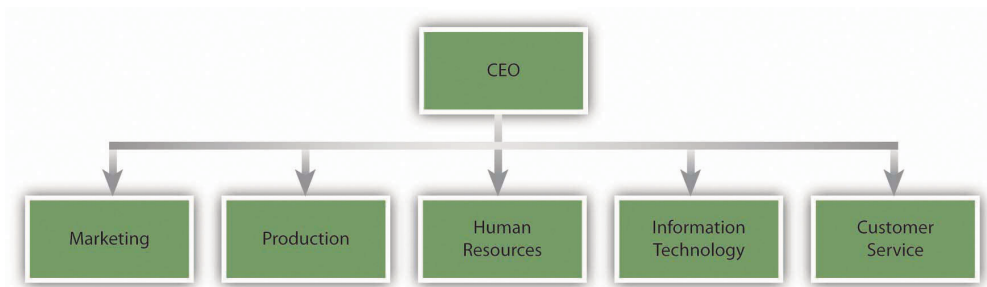 CEO
Marketing
Production
Human
Resources
Information
Technology
Customer
Service